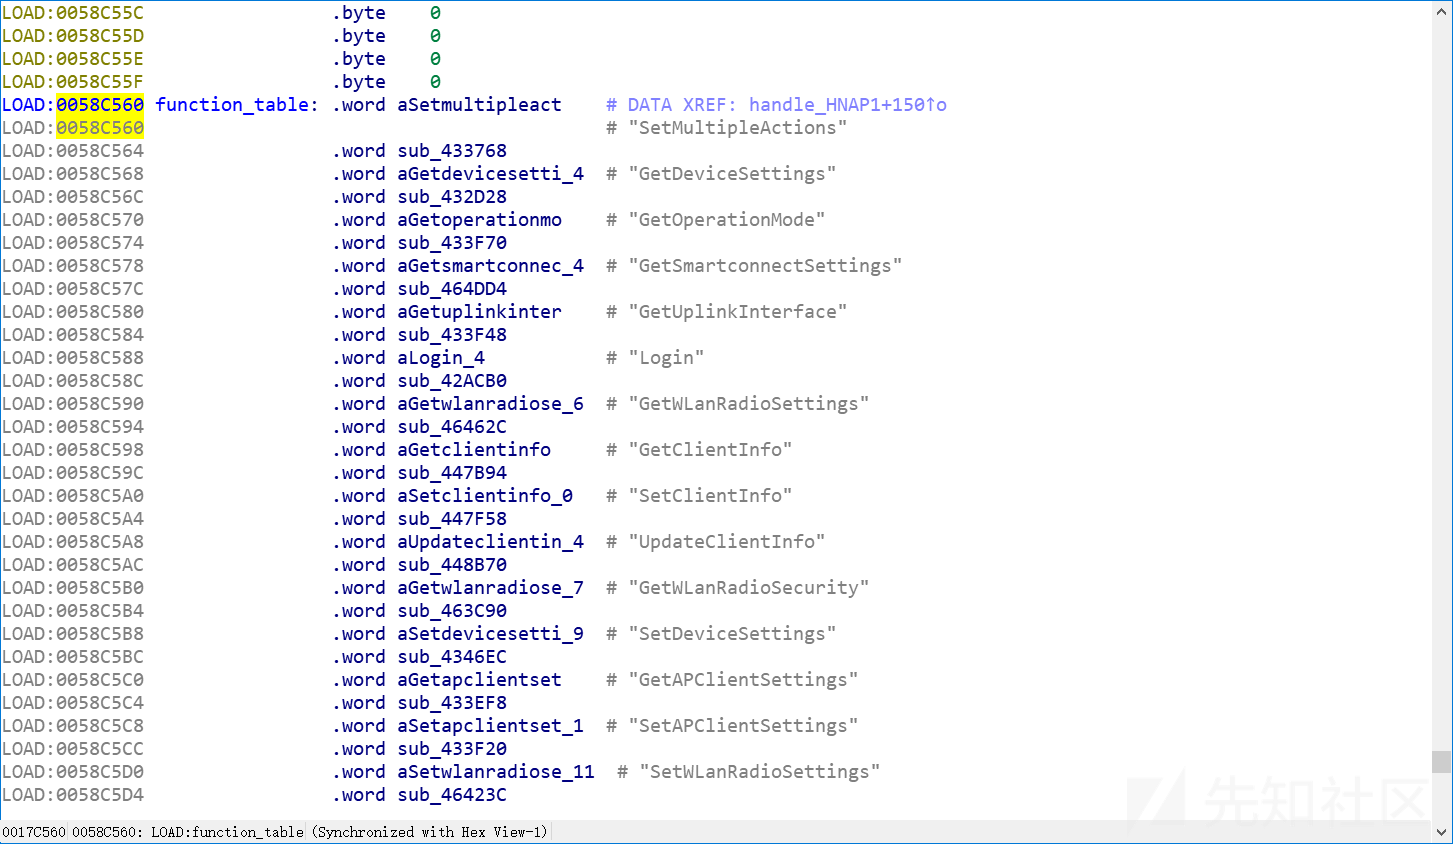 LOAD:0058C55C .byte 0
LOAD:0058C55D .byte 0
LOAD:0058C55E .byte 0
LOAD:0058C55F .byte 0
LOAD:0058C560 function_table: .word aSetmultipleact # DATA XREF: handle_HNAP1+150↑o
LOAD:0058C560 # "SetMultipleActions"
LOAD:0058C564 .word sub_433768
LOAD:0058C568 .word aGetdevicesetti_4 # "GetDeviceSettings"
LOAD:0058C56C .word sub_432D28
LOAD:0058C570 .word aGetoperationmo # "GetOperationMode"
LOAD:0058C574 .word sub_433F70
LOAD:0058C578 .word aGetsmartconnec_4 # "GetSmartconnectSettings"
LOAD:0058C57C .word sub_464DD4
LOAD:0058C580 .word aGetuplinkinter # "GetUplinkInterface"
LOAD:0058C584 .word sub_433F48
LOAD:0058C588 .word aLogin_4 # "Login"
LOAD:0058C58C .word sub_42ACB0
LOAD:0058C590 .word aGetwlanradiose_6 # "GetWLanRadioSettings"
LOAD:0058C594 .word sub_46462C
LOAD:0058C598 .word aGetclientinfo # "GetClientInfo"
LOAD:0058C59C .word sub_447B94
LOAD:0058C5A0 .word aSetclientinfo_0 # "SetClientInfo"
LOAD:0058C5A4 .word sub_447F58
LOAD:0058C5A8 .word aUpdateclientin_4 # "UpdateClientInfo"
LOAD:0058C5AC .word sub_448B70
LOAD:0058C5B0 .word aGetwlanradiose_7 # "GetWLanRadioSecurity"
LOAD:0058C5B4 .word sub_463C90
LOAD:0058C5B8 .word aSetdevicesetti_9 # "SetDeviceSettings"
LOAD:0058C5BC .word sub_4346EC
LOAD:0058C5C0 .word aGetapclientset # "GetAPClientSettings"
LOAD:0058C5C4 .word sub_433EF8
LOAD:0058C5C8 .word aSetapclientset_1 # "SetAPClientSettings"
LOAD:0058C5CC .word sub_433F20
LOAD:0058C5D0 .word aSetwlanradiose_11 # "SetWLanRadioSettings"
LOAD:0058C5D4 .word sub_46423C
先知社区
0017C560 0058C560: LOAD:function_table (Synchronized with Hex View-1)